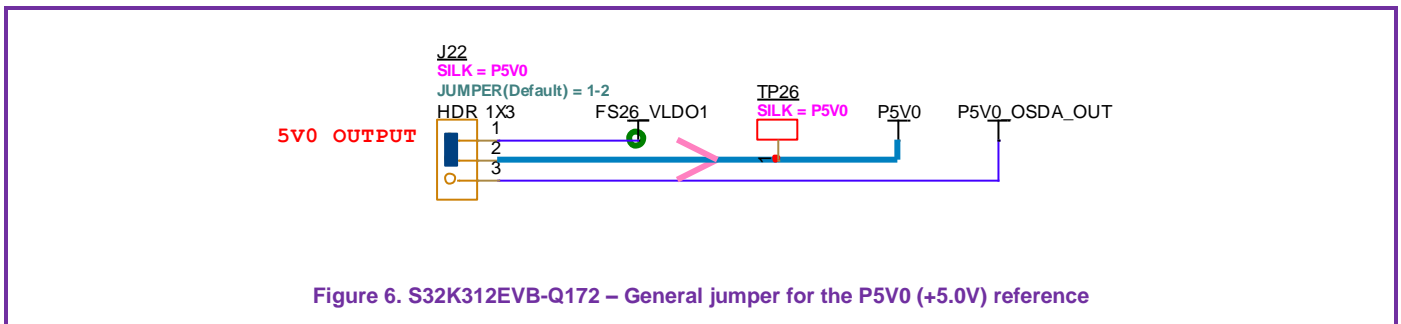 J22
SILK = P5V0
JUMPER(Default) = 1-2
HDR 1X3
5V0 OUTPUT
1
2
3
FS26_VLDO1
TP26
SILK = P5V0
1
P5V0
P5V0_OSDA_OUT
Figure 6. S32K312EVB-Q172 – General jumper for the P5V0 (+5.0V) reference